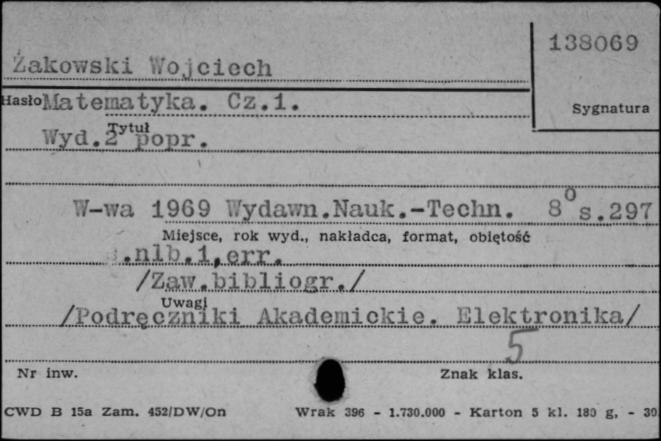 138069
Żakowski Wojciech
Hasło Matematyka. Cz.1.
Sygnatura
Tytuł
Wyd.2 popr.
W-wa 1969 Wydawn.Nauk.-Techn. 8o s.297
Miejsce, rok wyd., nakładca, format, obiętość
s.nlb.1,err.
/Zaw.bibliogr./
Uwagi
/Podręczniki Akademickie. Elektronika/
5
Nr inw. Znak klas.
CWD B 15a Zam. 452/DW/On Wrak 396 - 1.730.000 - Karton 5 kl. 180 g, - 30